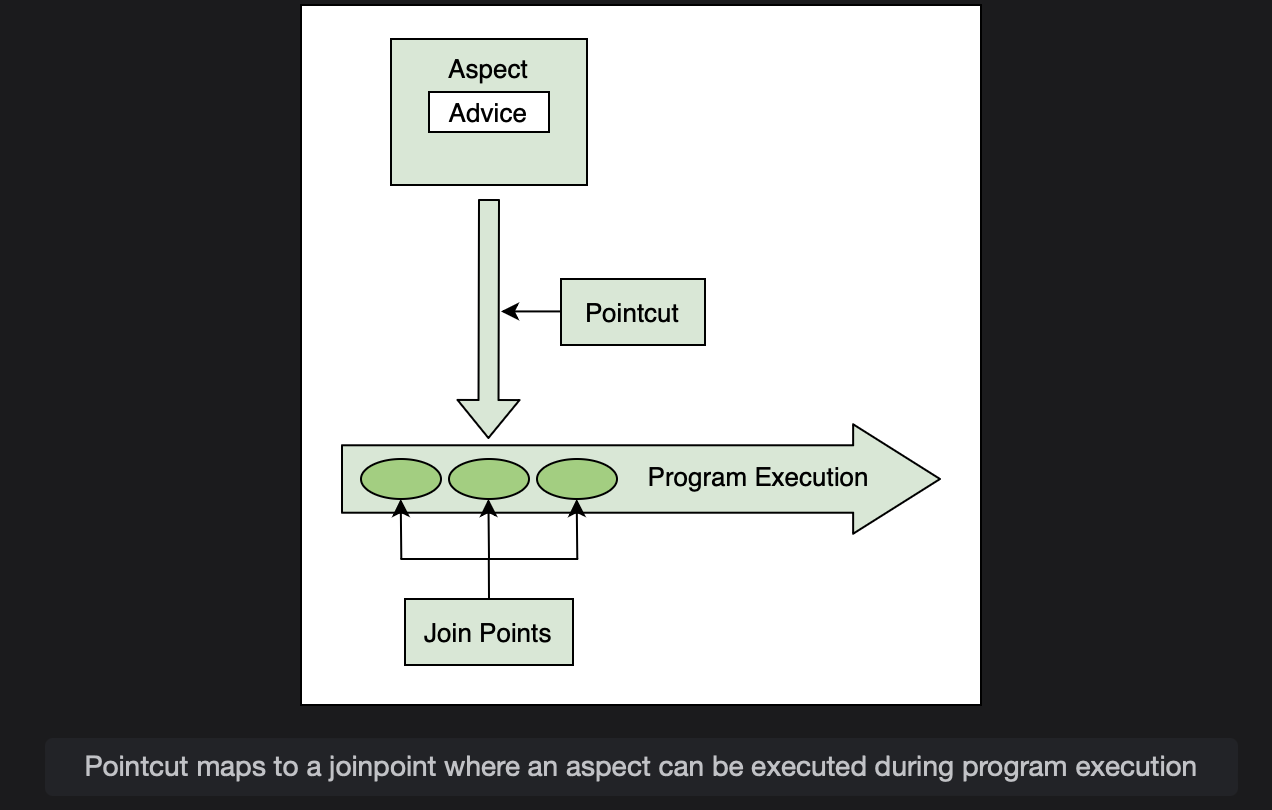 Aspect
Advice
Pointcut
Program Execution
Join Points
Pointcut maps to a joinpoint where an aspect can be executed during program execution